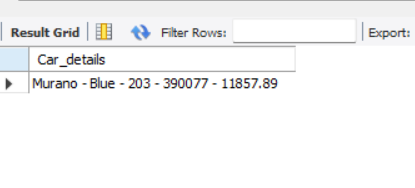 Result Grid Filter Rows: Export:
Car_details
Murano - Blue - 203 - 390077 - 11857.89